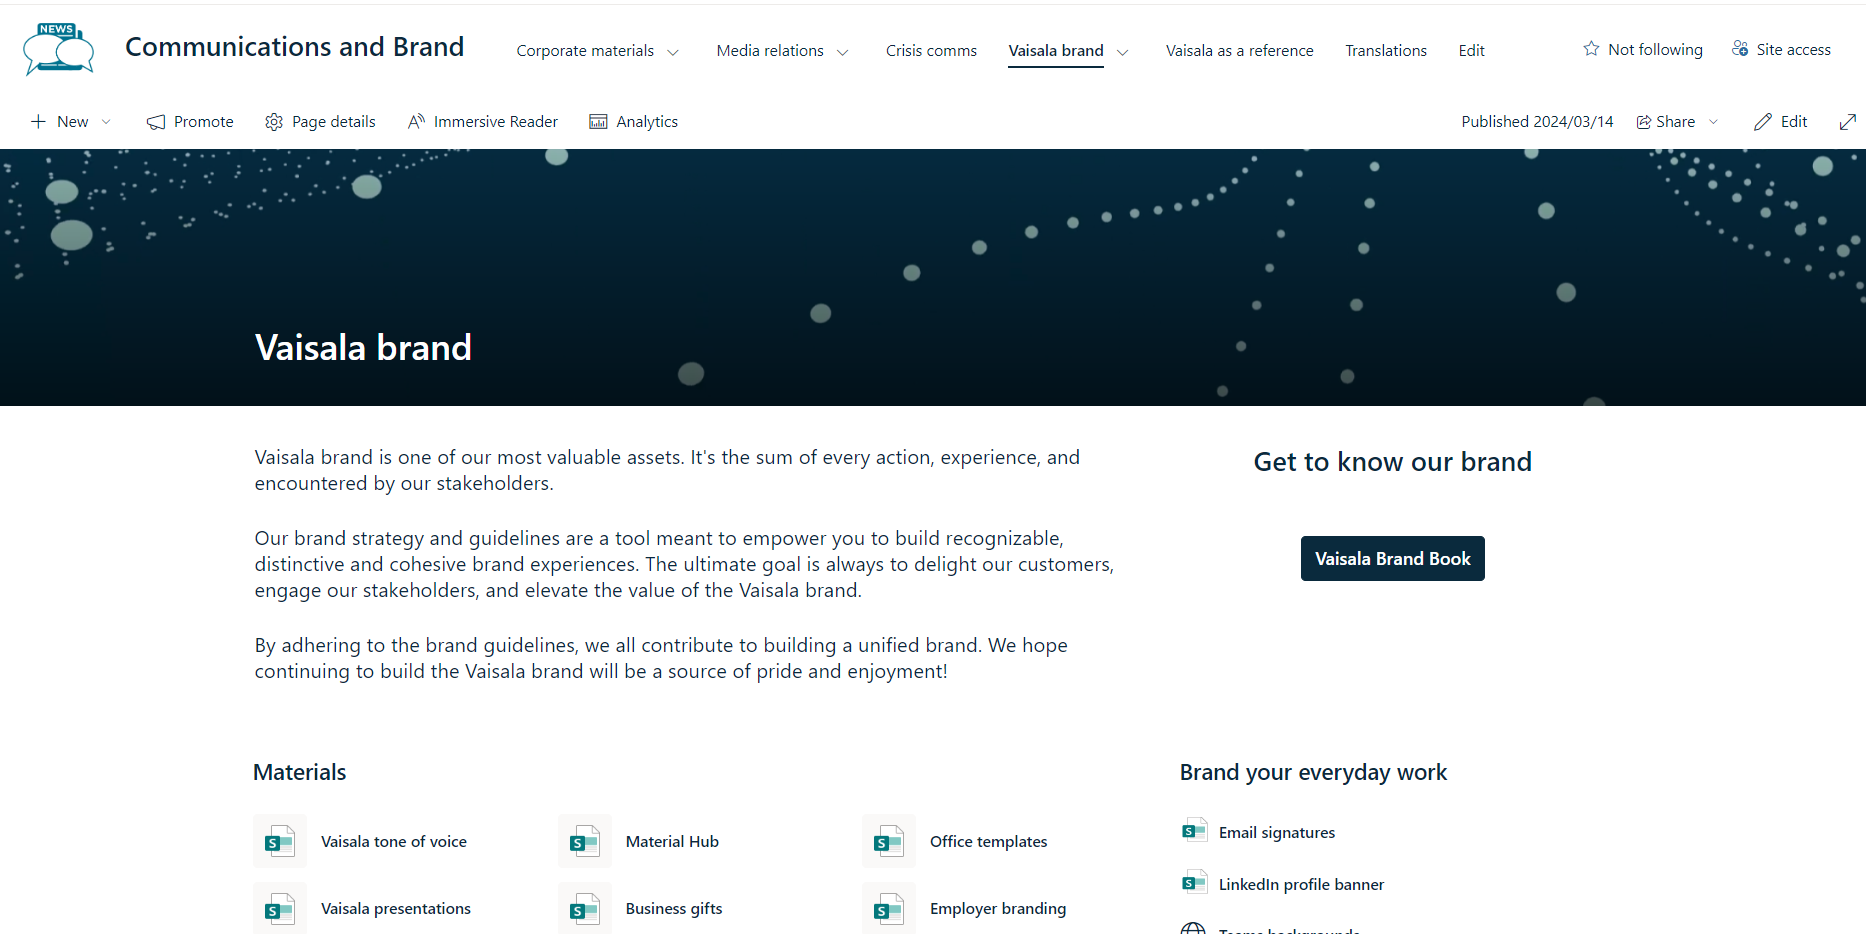 NEWS
Communications and Brand
Corporate materials
Media relations
Crisis comms
Vaisala brand
Vaisala as a reference
Translations
Edit
Not following
Site access
New
Promote
Page details
Immersive Reader
Analytics
Published 2024/03/14
Share
Edit
Vaisala brand
Vaisala brand is one of our most valuable assets. It's the sum of every action, experience, and
encountered by our stakeholders.
Our brand strategy and guidelines are a tool meant to empower you to build recognizable,
distinctive and cohesive brand experiences. The ultimate goal is always to delight our customers,
engage our stakeholders, and elevate the value of the Vaisala brand.
By adhering to the brand guidelines, we all contribute to building a unified brand. We hope
continuing to build the Vaisala brand will be a source of pride and enjoyment!
Get to know our brand
Vaisala Brand Book
Materials
Vaisala tone of voice
Material Hub
Office templates
Vaisala presentations
Business gifts
Employer branding
Brand your everyday work
Email signatures
LinkedIn profile banner
Teams backgrounds